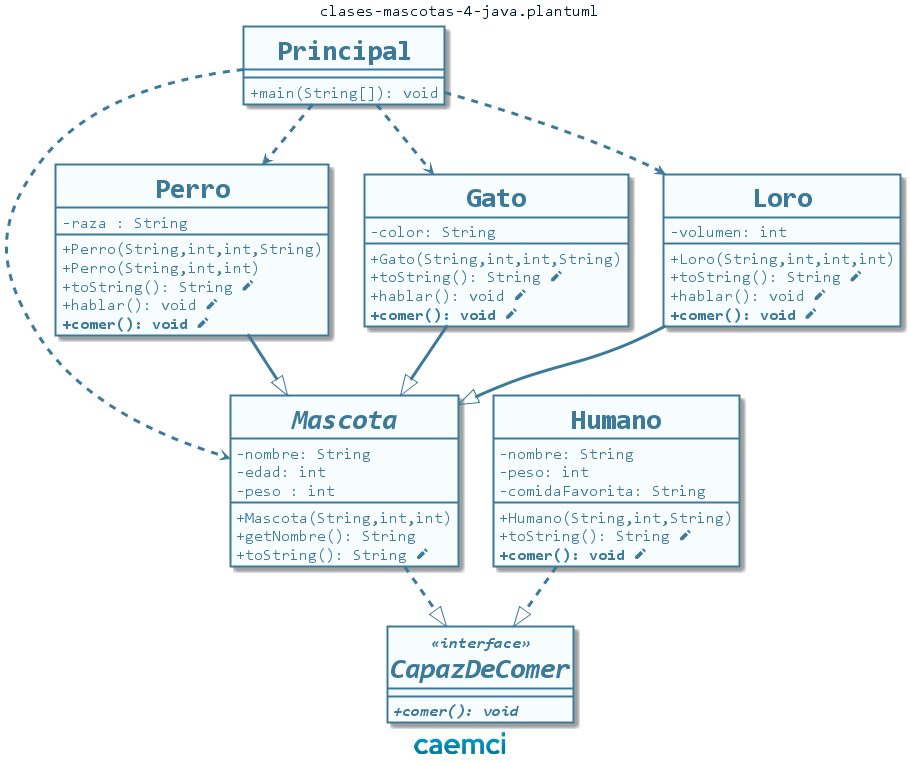 clases-mascotas-4-java.plantuml
Principal
+main(String[]): void
Perro
-raza : String
+Perro(String,int,int,String)
+Perro(String,int,int)
+toString(): String
+hablar(): void
+comer(): void
Gato
-color: String
+Gato(String,int,int,String)
+toString(): String
+hablar(): void
+comer(): void
Loro
-volumen: int
+Loro(String,int,int,int)
+toString(): String
+hablar(): void
+comer(): void
Mascota
-nombre: String
-edad: int
-peso : int
+Mascota(String,int,int)
+getNombre(): String
+toString(): String
Humano
-nombre: String
-peso: int
-comidaFavorita: String
+Humano(String,int,String)
+toString(): String
+comer(): void
«interface»
CapazDeComer
+comer(): void
caemci